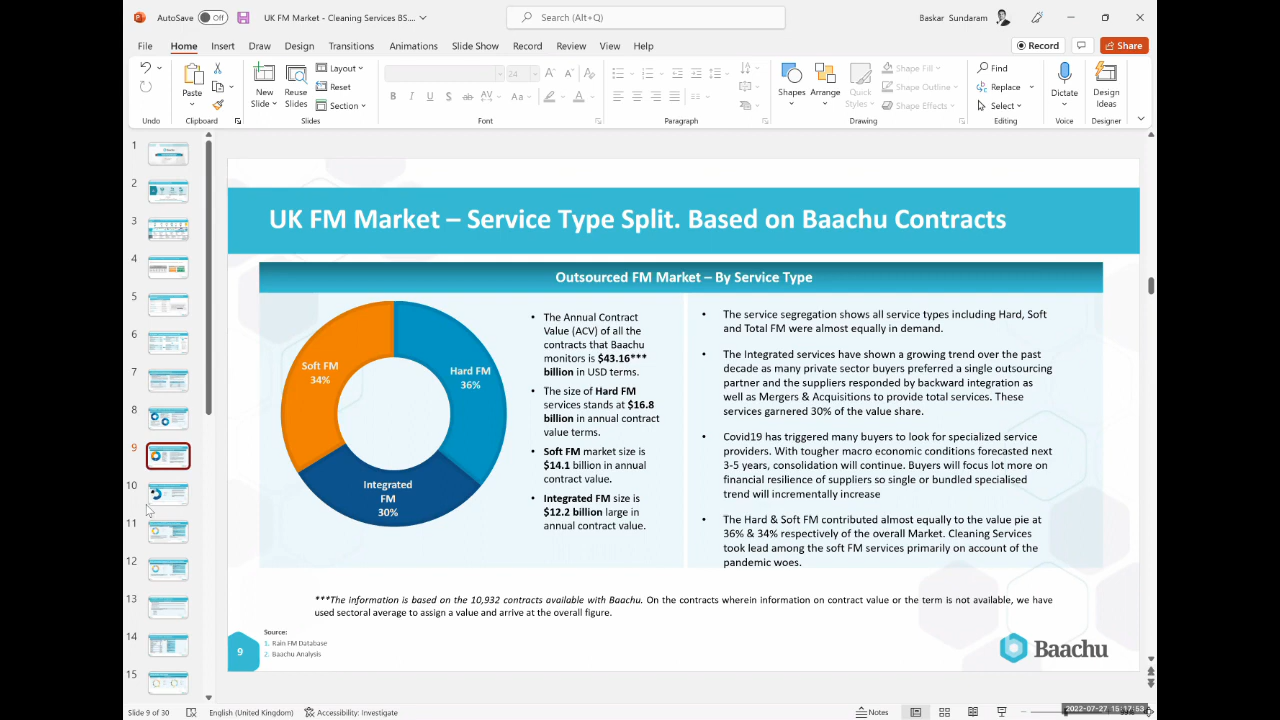 AutoSave Off UK FM Market - Cleaning Services BS.... Search (Alt+Q) Baskar Sundaram
File Home Insert Draw Design Transitions Animations Slide Show Record Review View Help Record Share
Paste New Slide Reuse Slides Layout Reset Section 24 Shapes Arrange Quick Styles Shape Fill Shape Outline Shape Effects Find Replace Select Dictate Design Ideas
Undo Clipboard Slides Font Paragraph Drawing Editing Voice Designer
1
2
3
4
5
6
7
8
9
10
11
12
13
14
15
UK FM Market – Service Type Split. Based on Baachu Contracts
Outsourced FM Market – By Service Type
Soft FM
34%
Hard FM
36%
Integrated
FM
30%
• The Annual Contract
Value (ACV) of all the
contracts that Baachu
monitors is $43.16***
billion in USD terms.
• The size of Hard FM
services stands at $16.8
billion in annual contract
value terms.
• Soft FM market size is
$14.1 billion in annual
contract value.
• Integrated FM size is
$12.2 billion large in
annual contract value.
• The service segregation shows all service types including Hard, Soft
and Total FM were almost equally in demand.
• The Integrated services have shown a growing trend over the past
decade as many private sector buyers preferred a single outsourcing
partner and the suppliers responded by backward integration as
well as Mergers & Acquisitions to provide total services. These
services garnered 30% of the value share.
• Covid19 has triggered many buyers to look for specialized service
providers. With tougher macro economic conditions forecasted next
3-5 years, consolidation will continue. Buyers will focus lot more on
financial resilience of suppliers so single or bundled specialised
trend will incrementally increase
• The Hard & Soft FM contributed almost equally to the value pie at
36% & 34% respectively of the overall Market. Cleaning Services
took lead among the soft FM services primarily on account of the
pandemic woes.
***The information is based on the 10,932 contracts available with Baachu. On the contracts wherein information on contract value or the term is not available, we have
used sectoral average to assign a value and arrive at the overall figure.
Source:
1. Rain FM Database
2. Baachu Analysis
9
Baachu
Slide 9 of 30 English (United Kingdom) Accessibility: Investigate Notes 2022-07-27 15:17:53